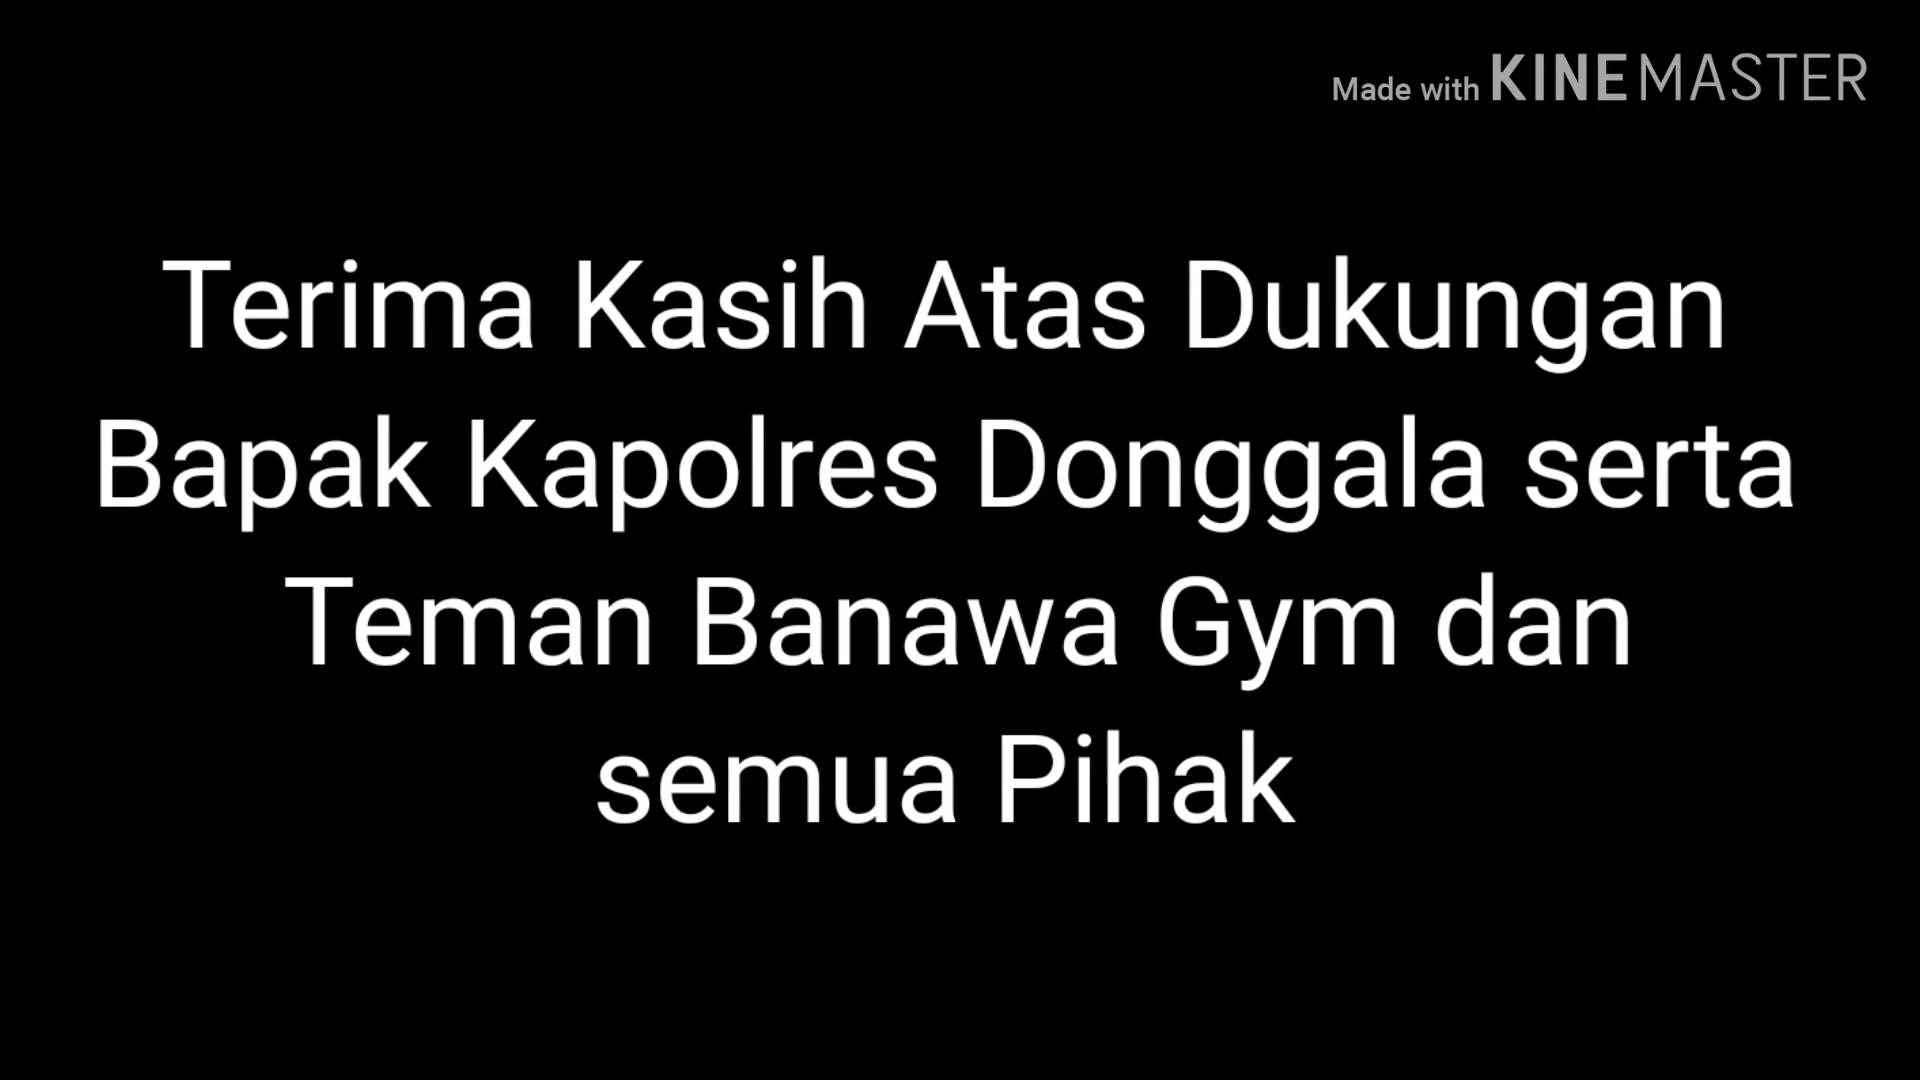 Made with KINEMASTER
Terima Kasih Atas Dukungan
Bapak Kapolres Donggala serta
Teman Banawa Gym dan
semua Pihak